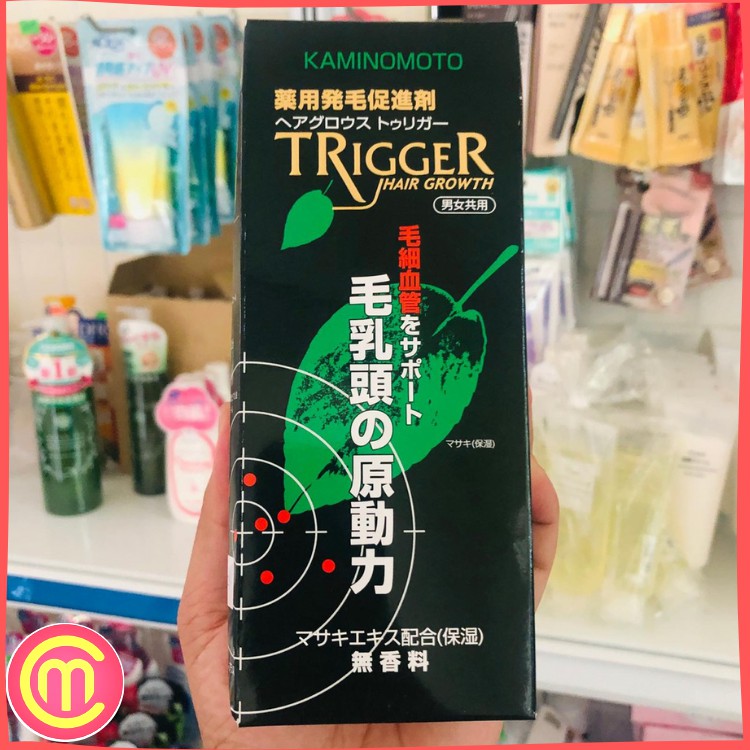 KAMINOMOTO
薬用発毛促進剤
ヘアグロウス トゥリガー
TRIGGER
HAIR GROWTH
男女共用
毛細血管をサポート
毛乳頭の原動力
マサキ(保湿)
マサキエキス配合(保湿)
無香料